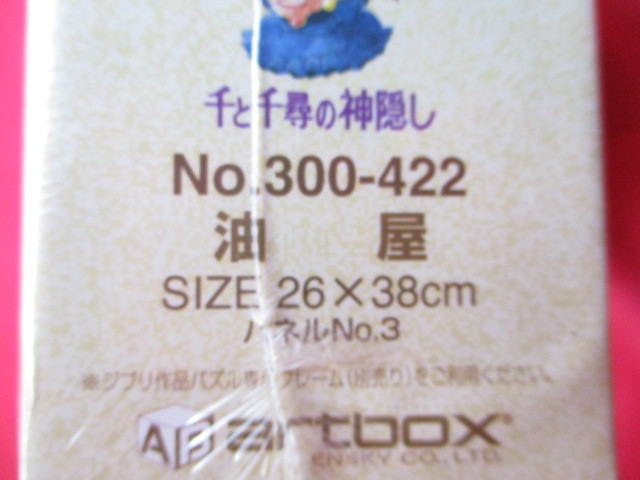 千と千尋の神隠し
No.300-422
油 屋
SIZE 26×38cm
パネルNo.3
※ジブリ作品パズル専用フレーム(別売り)をご利用ください。
artbox
ENSKY CO., LTD.